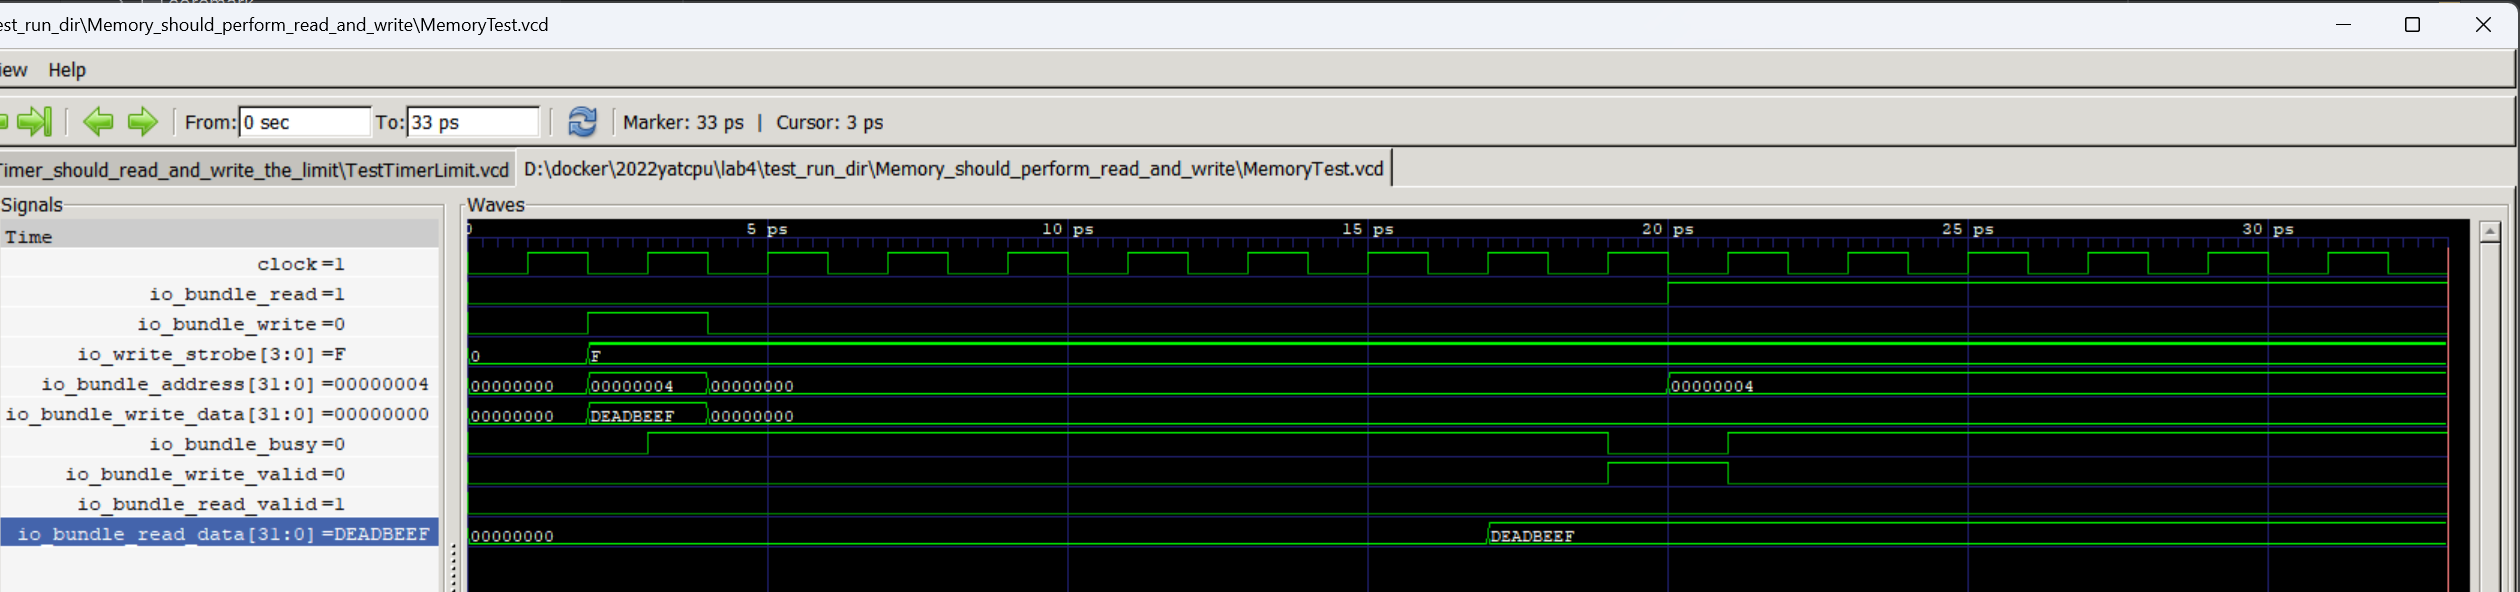 est_run_dir\Memory_should_perform_read_and_write\MemoryTest.vcd
iew Help
From: 0 sec To: 33 ps Marker: 33 ps | Cursor: 3 ps
Timer_should_read_and_write_the_limit\TestTimerLimit.vcd D:\docker\2022yatcpu\lab4\test_run_dir\Memory_should_perform_read_and_write\MemoryTest.vcd
Signals Waves
Time 0 5 ps 10 ps 15 ps 20 ps 25 ps 30 ps
clock=1
io_bundle_read=1
io_bundle_write=0
io_write_strobe[3:0]=F 0 F
io_bundle_address[31:0]=00000004 00000000 00000004 00000000 00000004
io_bundle_write_data[31:0]=00000000 00000000 DEADBEEF 00000000
io_bundle_busy=0
io_bundle_write_valid=0
io_bundle_read_valid=1
io_bundle_read_data[31:0]=DEADBEEF 00000000 DEADBEEF